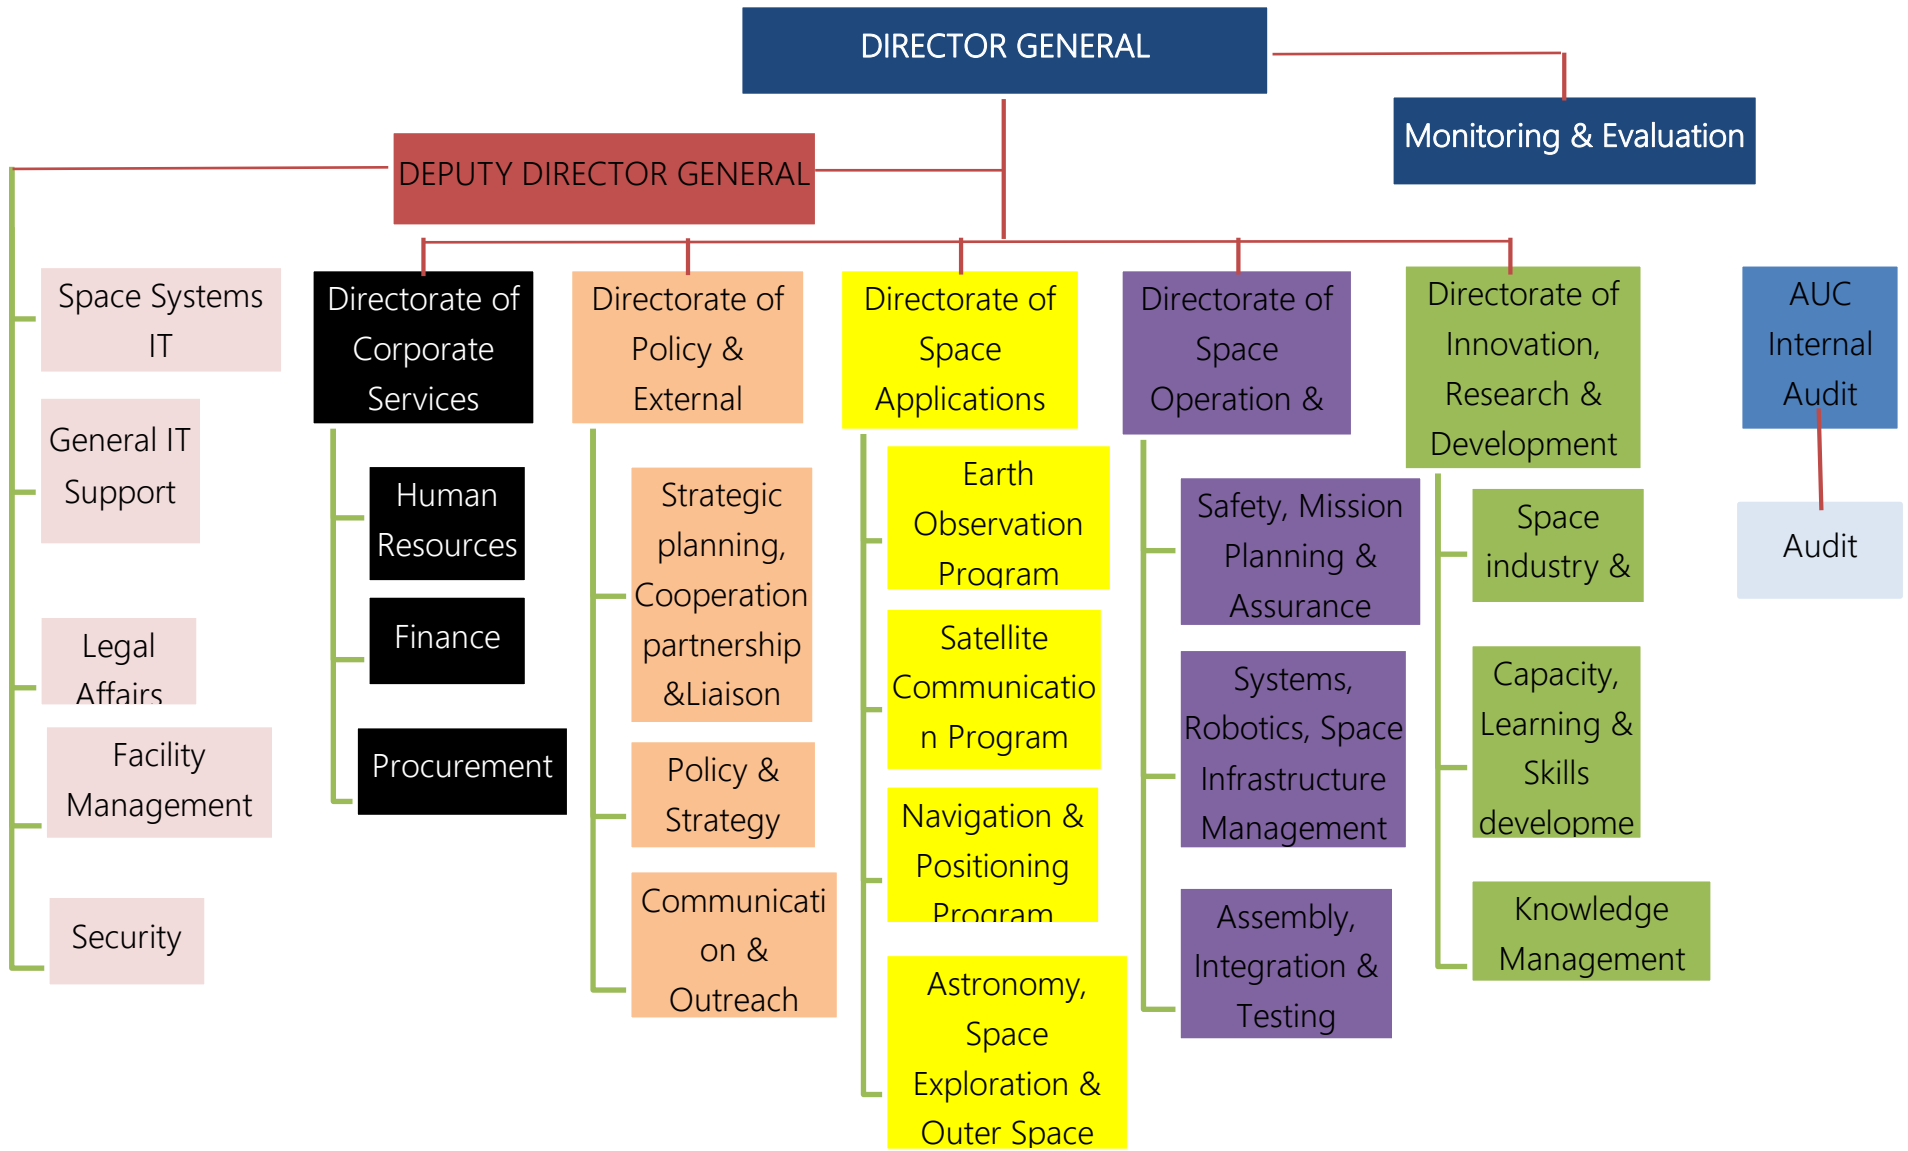 DIRECTOR GENERAL
Monitoring & Evaluation
DEPUTY DIRECTOR GENERAL
Space Systems
IT
General IT
Support
Legal
Affairs
Facility
Management
Security
Directorate of
Corporate
Services
Human
Resources
Finance
Procurement
Directorate of
Policy &
External
Strategic
planning,
Cooperation
partnership
&Liaison
Policy &
Strategy
Communicati
on &
Outreach
Directorate of
Space
Applications
Earth
Observation
Program
Satellite
Communicatio
n Program
Navigation &
Positioning
Program
Astronomy,
Space
Exploration &
Outer Space
Directorate of
Space
Operation &
Safety, Mission
Planning &
Assurance
Systems,
Robotics, Space
Infrastructure
Management
Assembly,
Integration &
Testing
Directorate of
Innovation,
Research &
Development
Space
industry &
Capacity,
Learning &
Skills
developme
Knowledge
Management
AUC
Internal
Audit
Audit